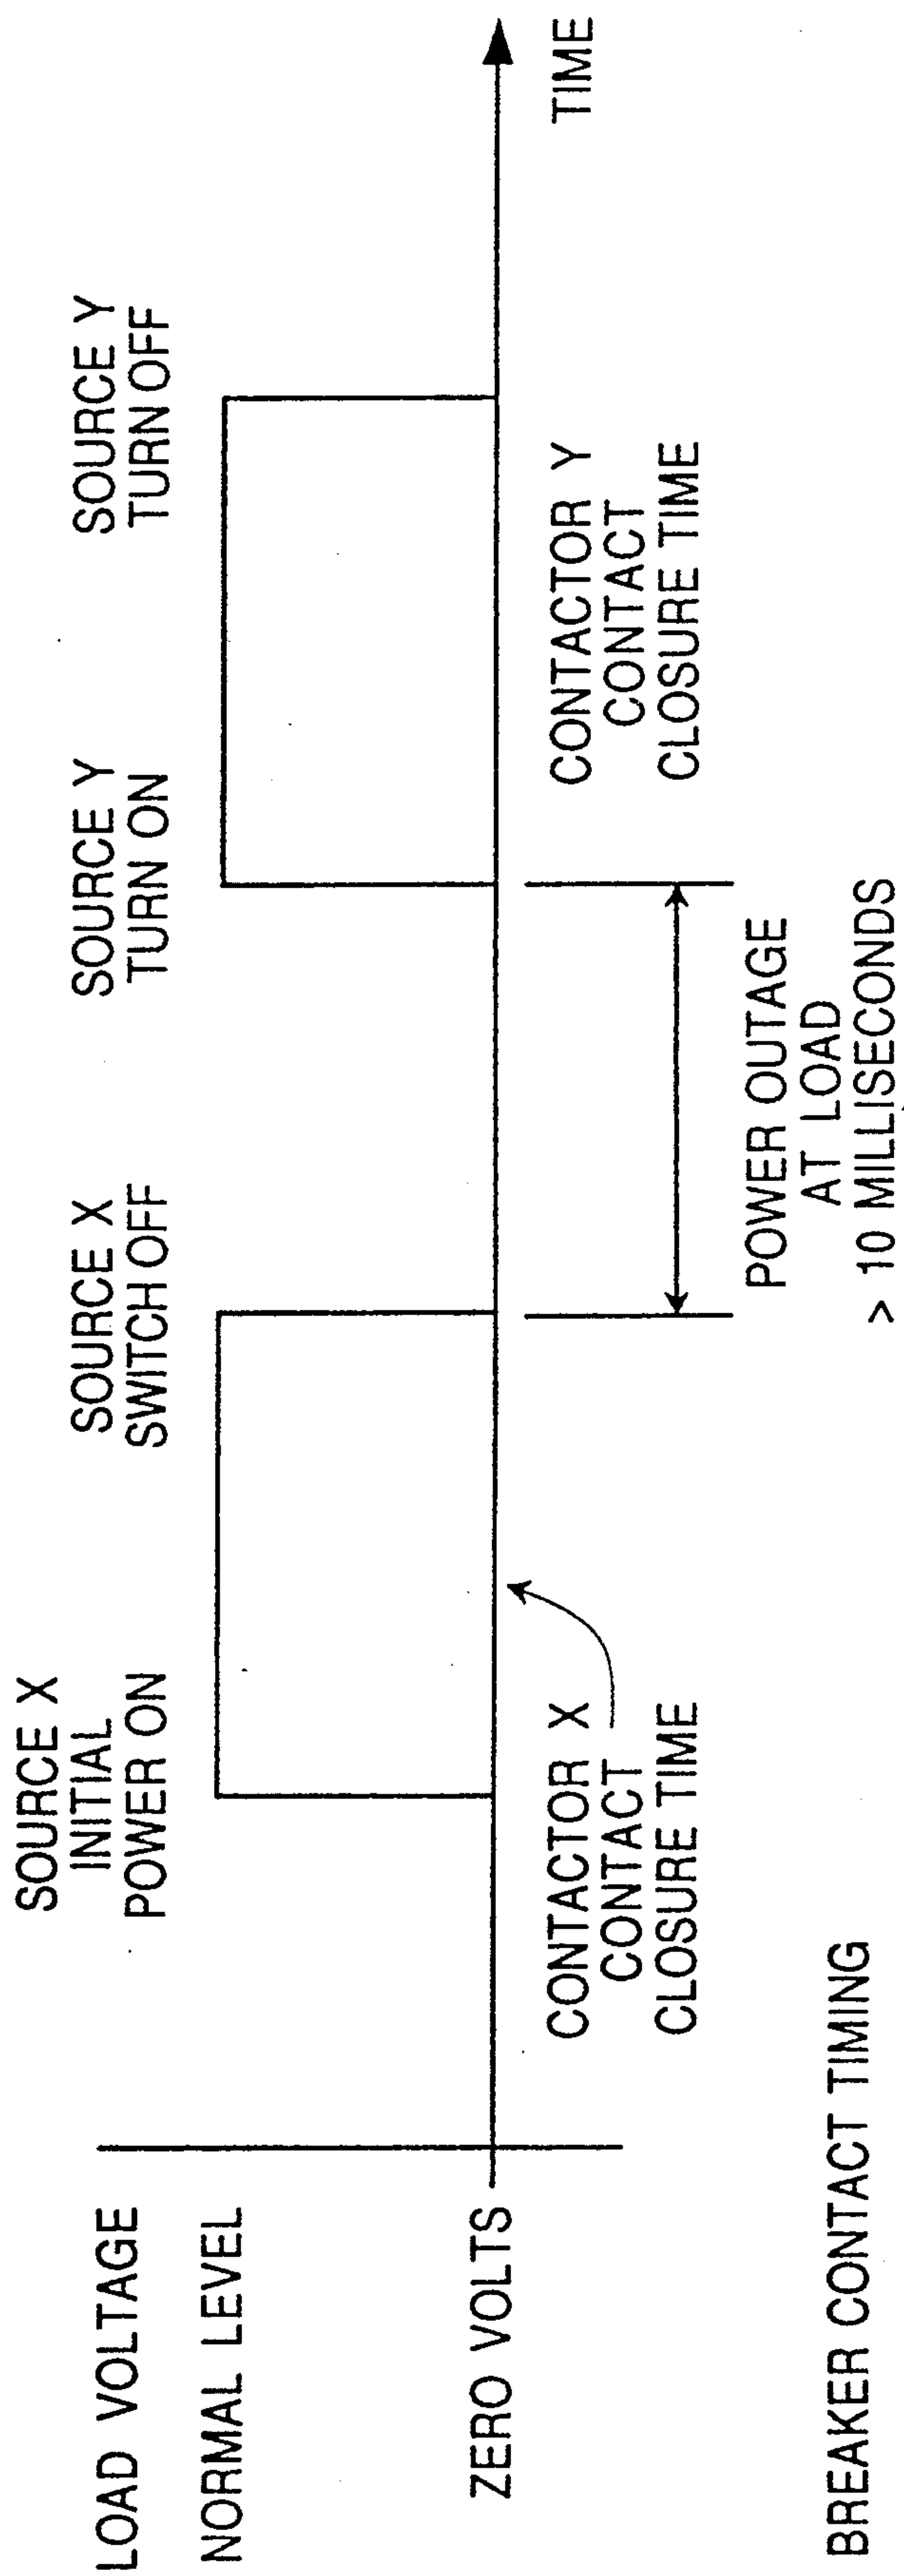 LOAD VOLTAGE
NORMAL LEVEL
ZERO VOLTS
SOURCE X
INITIAL
POWER ON
SOURCE X
SWITCH OFF
SOURCE Y
TURN ON
SOURCE Y
TURN OFF
TIME
CONTACTOR X
CONTACT
CLOSURE TIME
CONTACTOR Y
CONTACT
CLOSURE TIME
POWER OUTAGE
AT LOAD
> 10 MILLISECONDS
BREAKER CONTACT TIMING